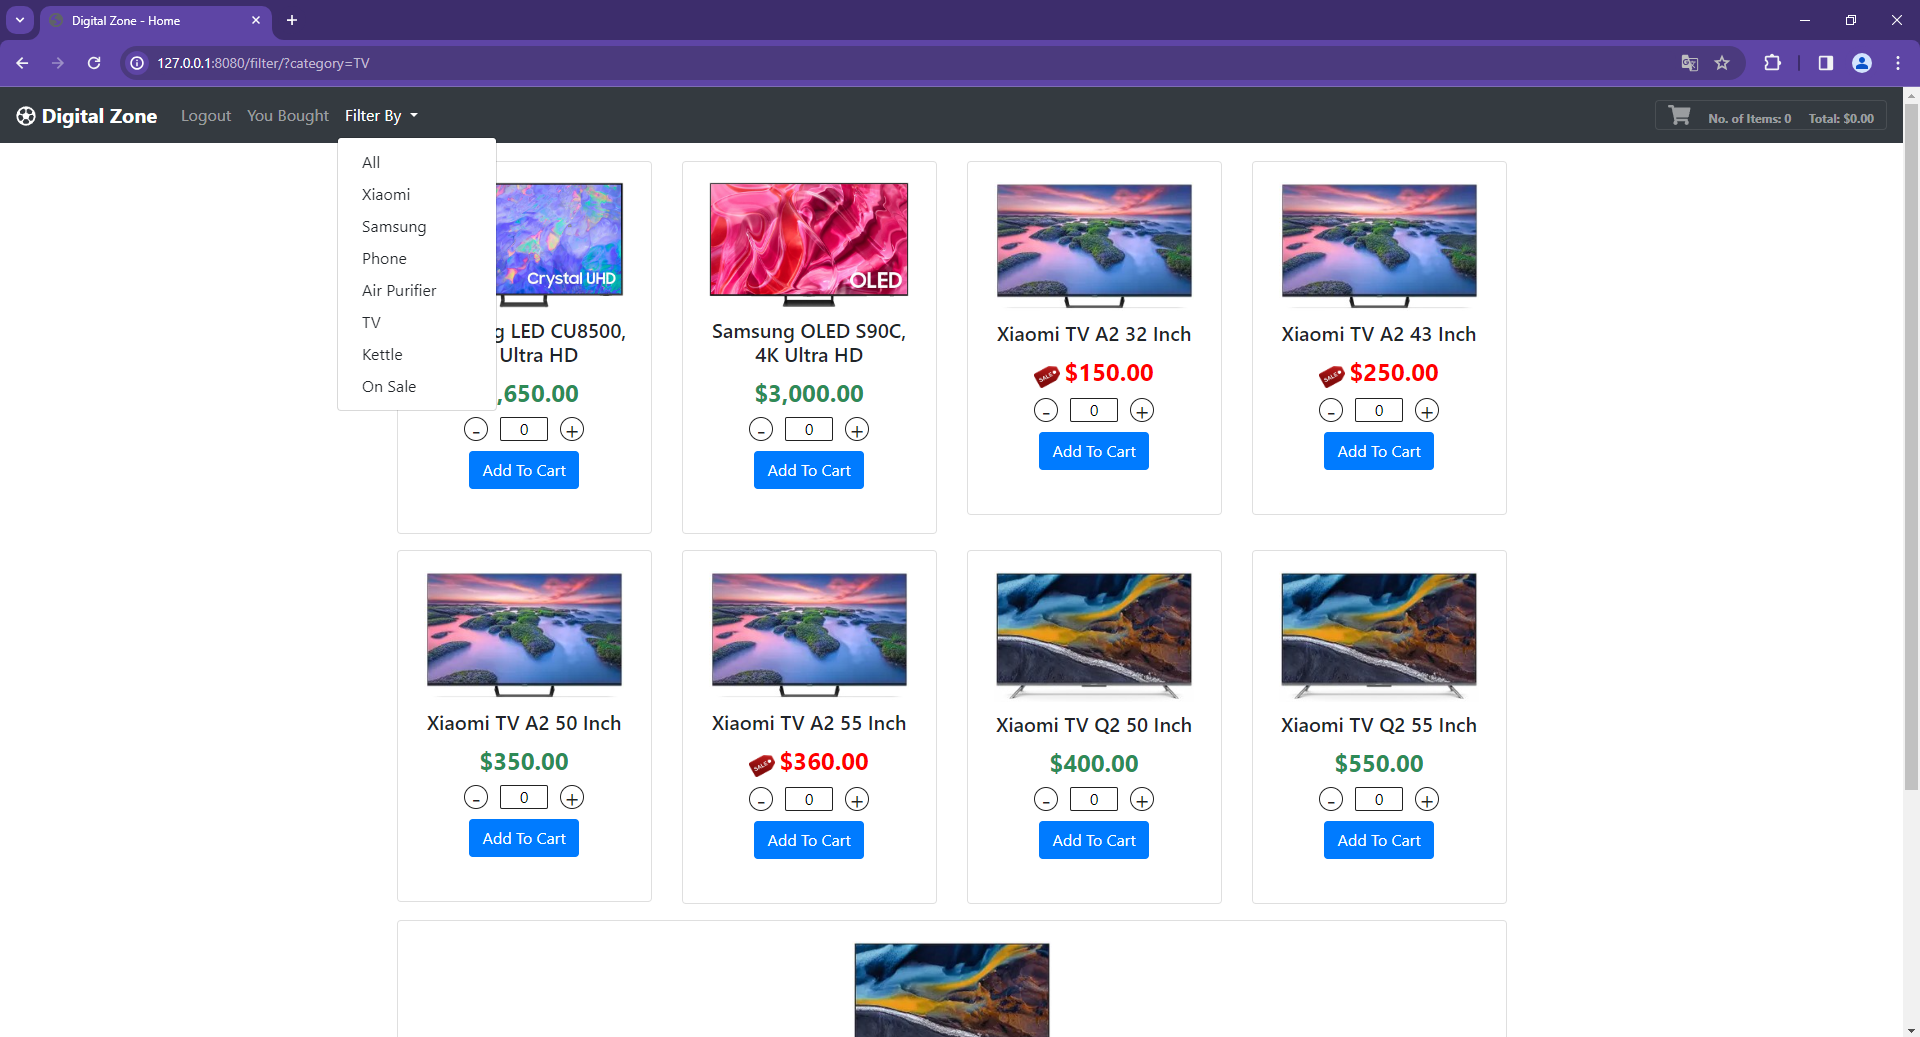 Digital Zone - Home
127.0.0.1:8080/filter/?category=TV
Digital Zone Logout You Bought Filter By No. of Items: 0 Total: $0.00
All
Xiaomi
Samsung
Phone
Air Purifier
TV
Kettle
On Sale
Crystal UHD
g LED CU8500,
Ultra HD
,650.00
- 0 +
Add To Cart
OLED
Samsung OLED S90C,
4K Ultra HD
$3,000.00
- 0 +
Add To Cart
Xiaomi TV A2 32 Inch
SALE $150.00
- 0 +
Add To Cart
Xiaomi TV A2 43 Inch
SALE $250.00
- 0 +
Add To Cart
Xiaomi TV A2 50 Inch
$350.00
- 0 +
Add To Cart
Xiaomi TV A2 55 Inch
SALE $360.00
- 0 +
Add To Cart
Xiaomi TV Q2 50 Inch
$400.00
- 0 +
Add To Cart
Xiaomi TV Q2 55 Inch
$550.00
- 0 +
Add To Cart